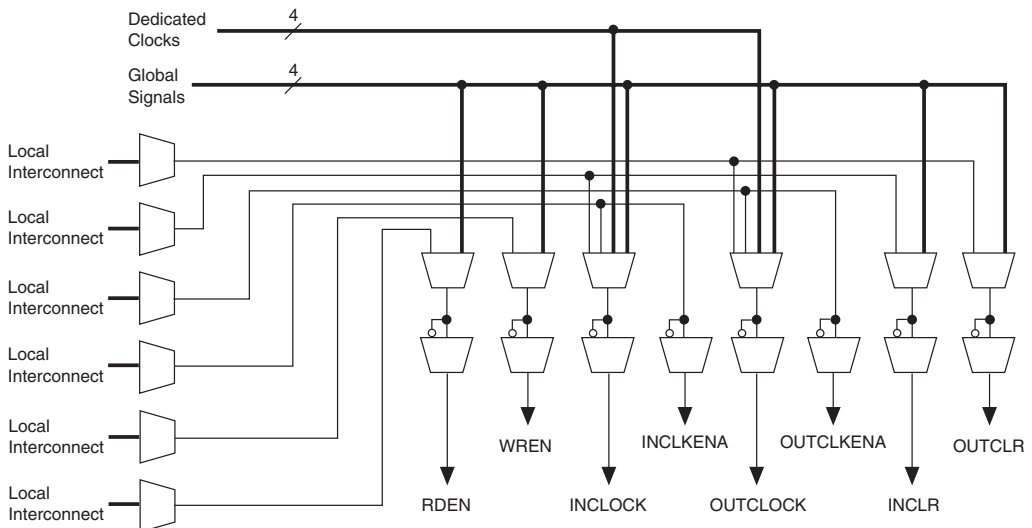 Dedicated
Clocks
4
Global
Signals
4
Local
Interconnect
Local
Interconnect
Local
Interconnect
Local
Interconnect
Local
Interconnect
Local
Interconnect
WREN
INCLKENA
OUTCLKENA
OUTCLR
RDEN
INCLOCK
OUTCLOCK
INCLR